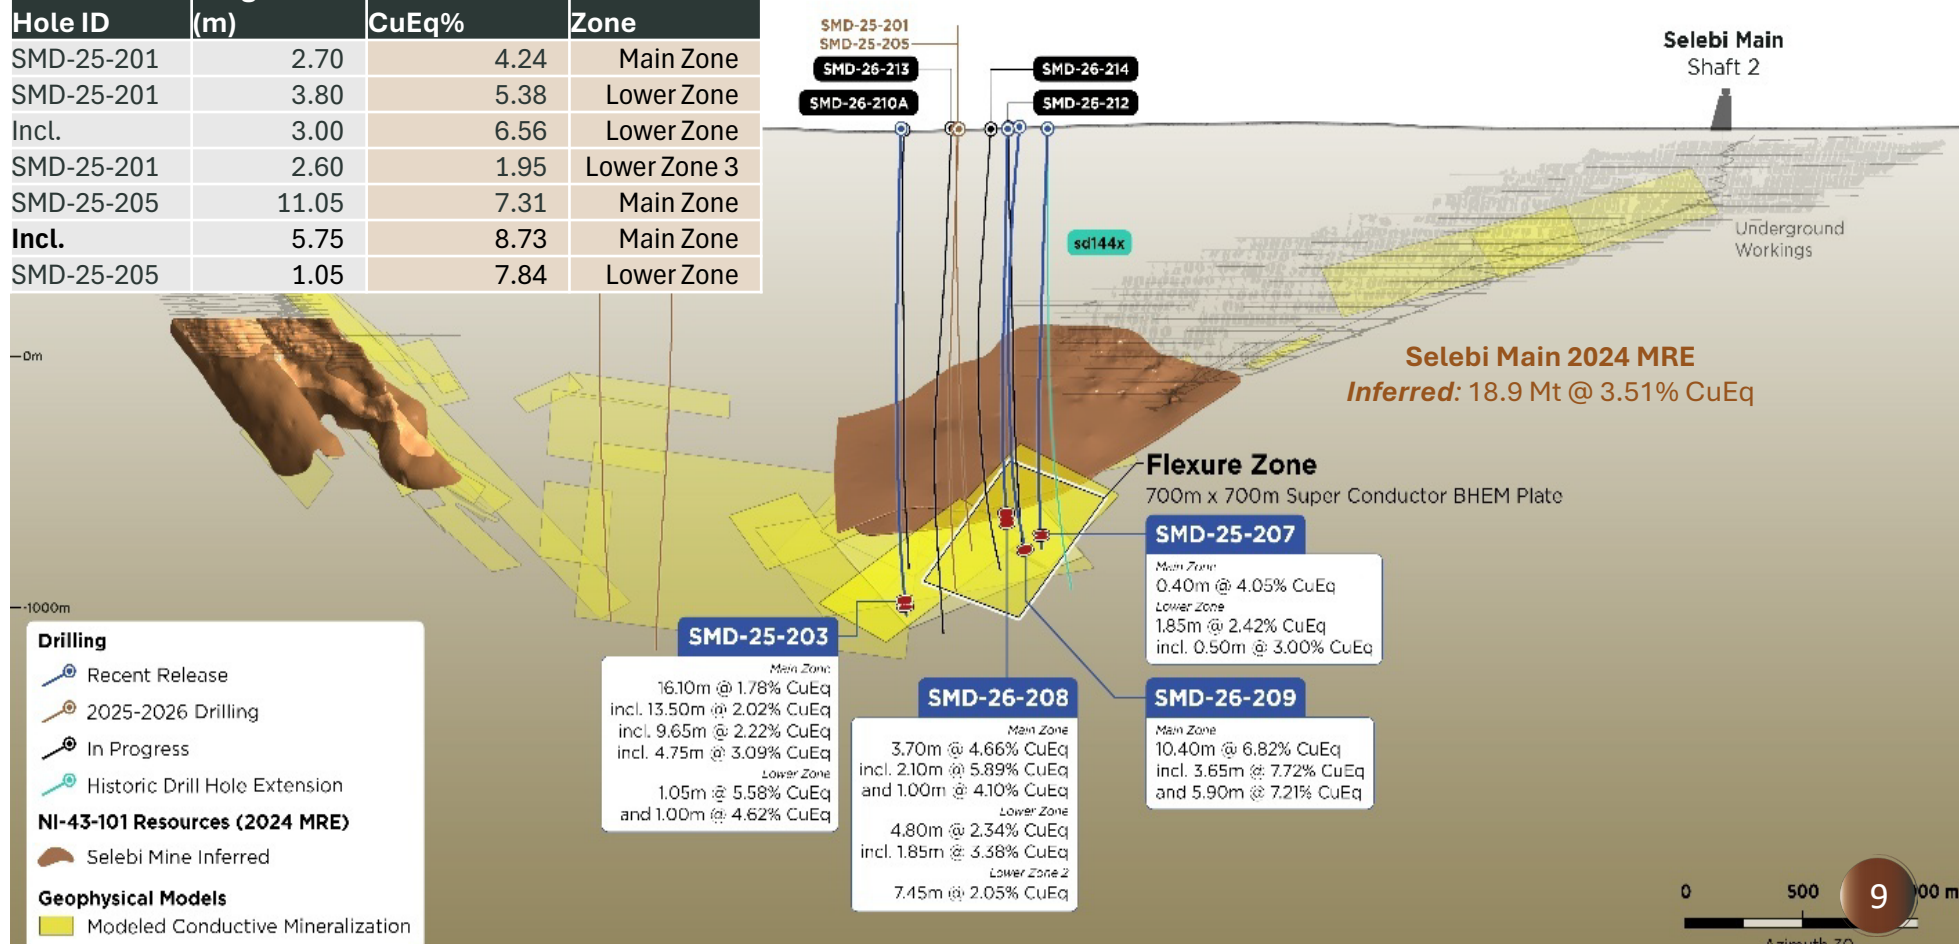 Hole ID (m) CuEq% Zone
SMD-25-201 2.70 4.24 Main Zone
SMD-25-201 3.80 5.38 Lower Zone
Incl. 3.00 6.56 Lower Zone
SMD-25-201 2.60 1.95 Lower Zone 3
SMD-25-205 11.05 7.31 Main Zone
Incl. 5.75 8.73 Main Zone
SMD-25-205 1.05 7.84 Lower Zone
SMD-25-201
SMD-25-205
SMD-26-213
SMD-26-214
SMD-26-210A
SMD-26-212
Selebi Main
Shaft 2
sd144x
Underground
Workings
0m
Selebi Main 2024 MRE
Inferred: 18.9 Mt @ 3.51% CuEq
Flexure Zone
700m x 700m Super Conductor BHEM Plate
SMD-25-207
Main Zone
0.40m @ 4.05% CuEq
Lower Zone
1.85m @ 2.42% CuEq
incl. 0.50m @ 3.00% CuEq
-1000m
SMD-25-203
Main Zone
16.10m @ 1.78% CuEq
incl. 13.50m @ 2.02% CuEq
incl. 9.65m @ 2.22% CuEq
incl. 4.75m @ 3.09% CuEq
Lower Zone
1.05m @ 5.58% CuEq
and 1.00m @ 4.62% CuEq
SMD-26-208
Main Zone
3.70m @ 4.66% CuEq
incl. 2.10m @ 5.89% CuEq
and 1.00m @ 4.10% CuEq
Lower Zone
4.80m @ 2.34% CuEq
incl. 1.85m @ 3.38% CuEq
Lower Zone 2
7.45m @ 2.05% CuEq
SMD-26-209
Main Zone
10.40m @ 6.82% CuEq
incl. 3.65m @ 7.72% CuEq
and 5.90m @ 7.21% CuEq
Drilling
Recent Release
2025-2026 Drilling
In Progress
Historic Drill Hole Extension
NI-43-101 Resources (2024 MRE)
Selebi Mine Inferred
Geophysical Models
Modeled Conductive Mineralization
0 500 00 m
9